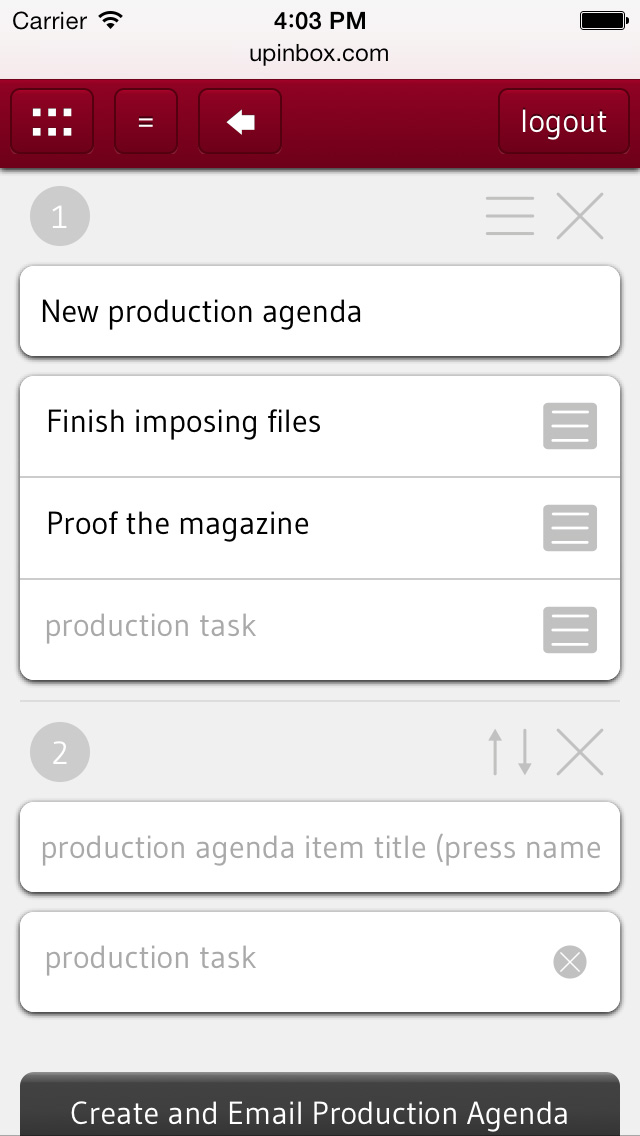 Carrier 4:03 PM
upinbox.com
= logout
1
New production agenda
Finish imposing files
Proof the magazine
production task
2
production agenda item title (press name
production task
Create and Email Production Agenda